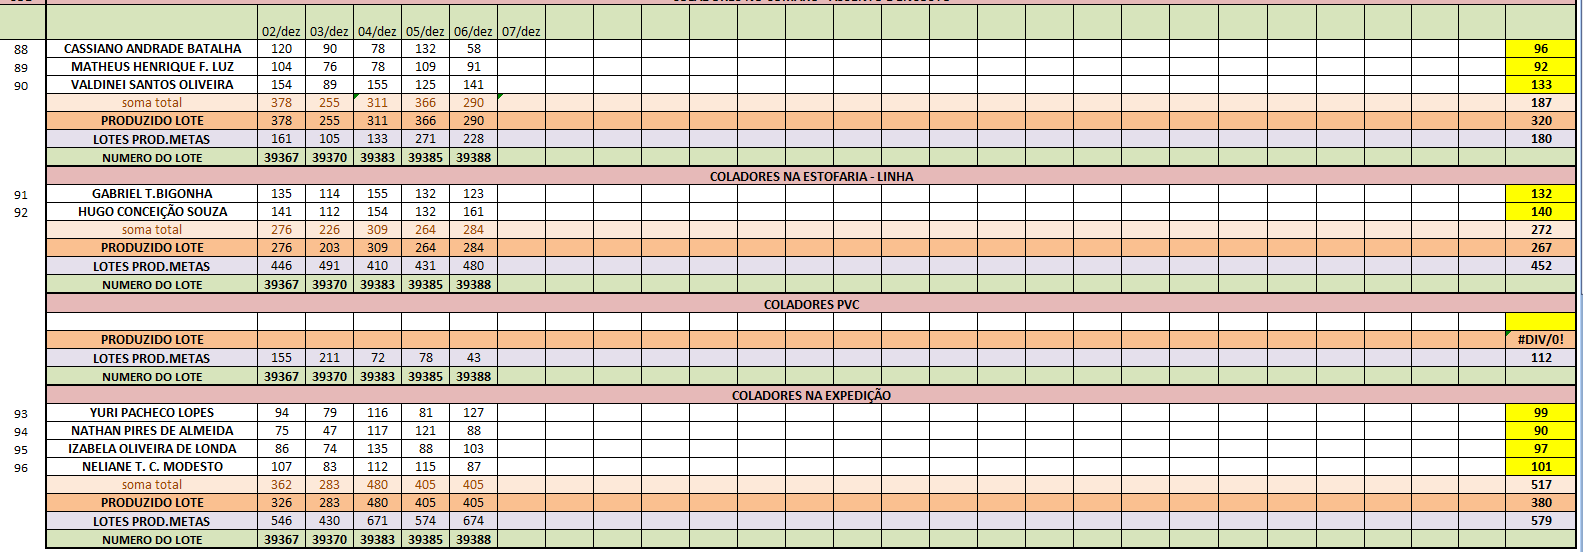 02/dez 03/dez 04/dez 05/dez 06/dez 07/dez
88 CASSIANO ANDRADE BATALHA 120 90 78 132 58 96
89 MATHEUS HENRIQUE F. LUZ 104 76 78 109 91 92
90 VALDINEI SANTOS OLIVEIRA 154 89 155 125 141 133
soma total 378 255 311 366 290 187
PRODUZIDO LOTE 378 255 311 366 290 320
LOTES PROD.METAS 161 105 133 271 228 180
NUMERO DO LOTE 39367 39370 39383 39385 39388
COLADORES NA ESTOFARIA - LINHA
91 GABRIEL T.BIGONHA 135 114 155 132 123 132
92 HUGO CONCEIÇÃO SOUZA 141 112 154 132 161 140
soma total 276 226 309 264 284 272
PRODUZIDO LOTE 276 203 309 264 284 267
LOTES PROD.METAS 446 491 410 431 480 452
NUMERO DO LOTE 39367 39370 39383 39385 39388
COLADORES PVC
PRODUZIDO LOTE #DIV/0!
LOTES PROD.METAS 155 211 72 78 43 112
NUMERO DO LOTE 39367 39370 39383 39385 39388
COLADORES NA EXPEDIÇÃO
93 YURI PACHECO LOPES 94 79 116 81 127 99
94 NATHAN PIRES DE ALMEIDA 75 47 117 121 88 90
95 IZABELA OLIVEIRA DE LONDA 86 74 135 88 103 97
96 NELIANE T. C. MODESTO 107 83 112 115 87 101
soma total 362 283 480 405 405 517
PRODUZIDO LOTE 326 283 480 405 405 380
LOTES PROD.METAS 546 430 671 574 674 579
NUMERO DO LOTE 39367 39370 39383 39385 39388